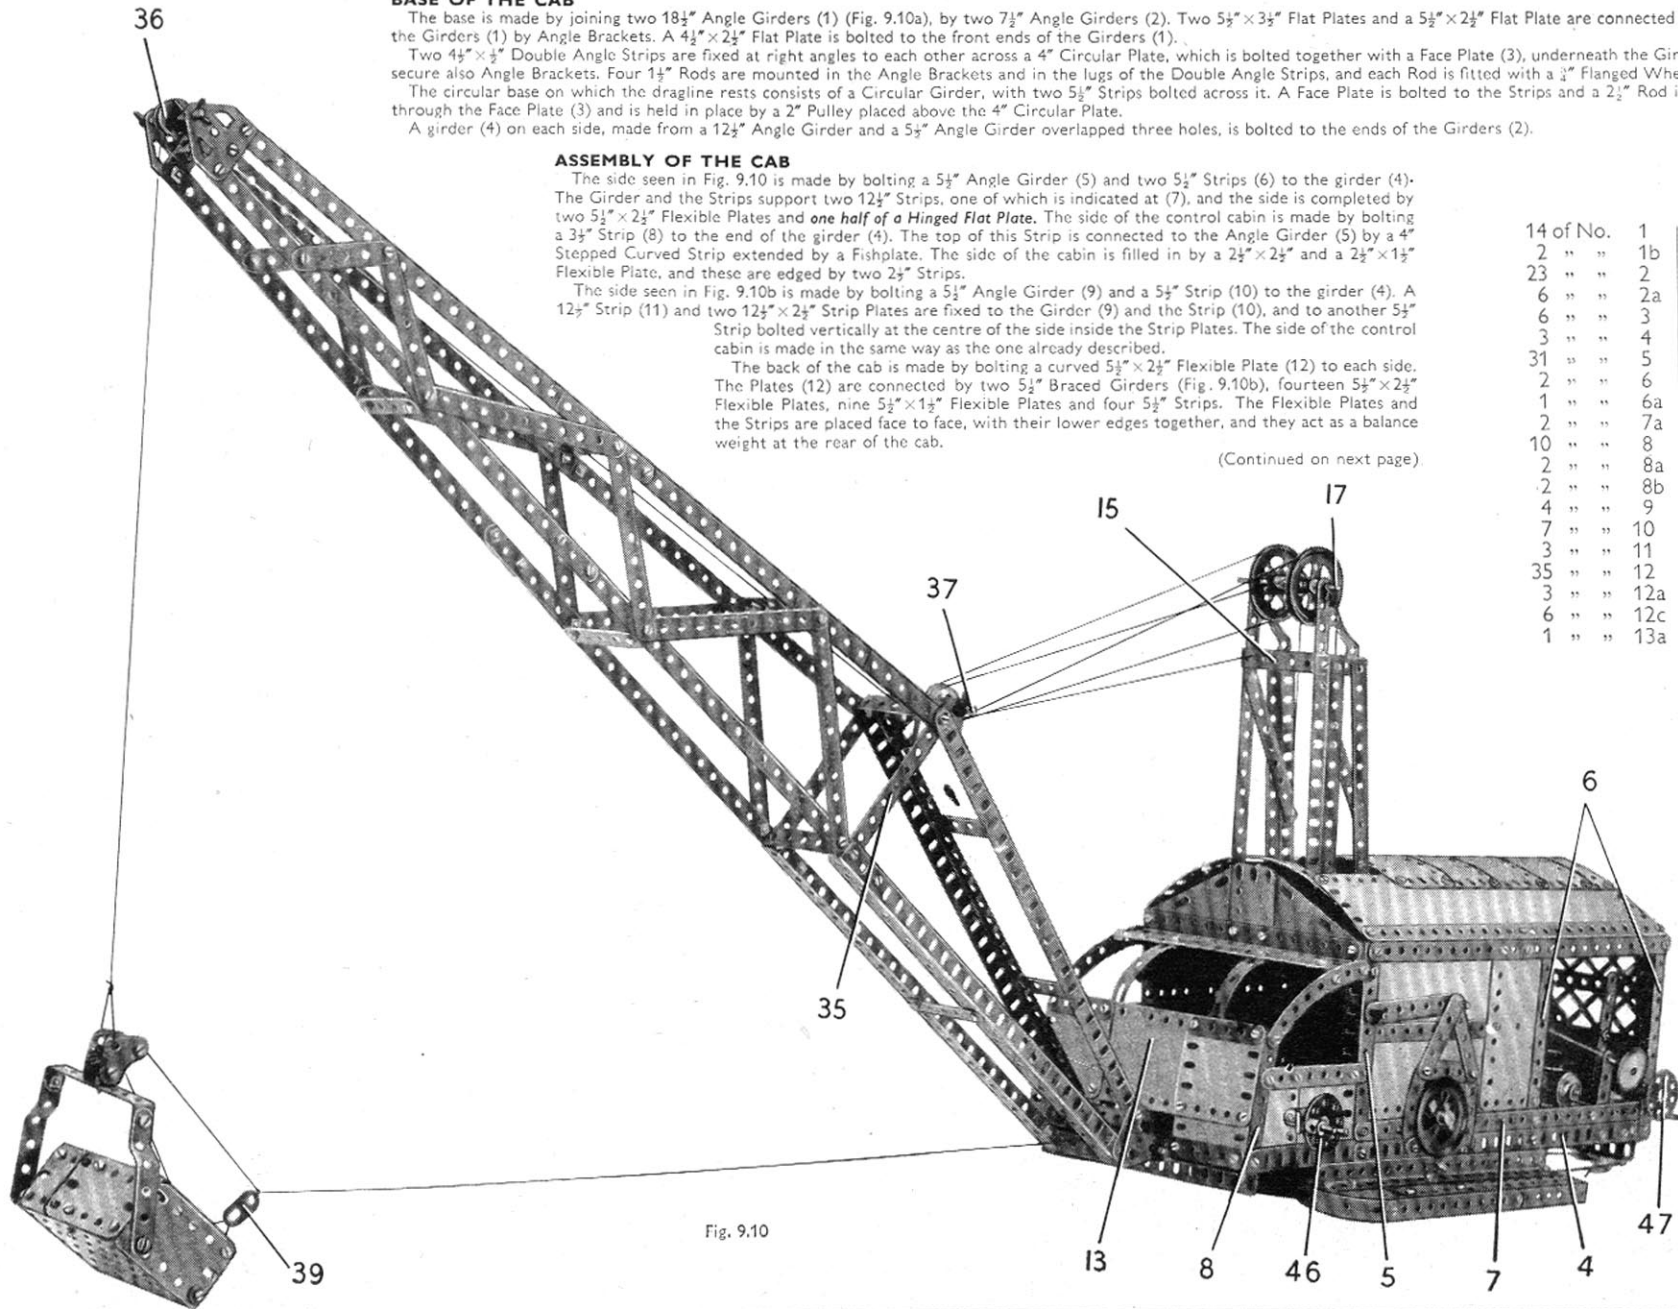 BASE OF THE CAB
The base is made by joining two 18½″ Angle Girders (1) (Fig. 9.10a), by two 7½″ Angle Girders (2). Two 5½″×3½″ Flat Plates and a 5½″×2½″ Flat Plate are connected
the Girders (1) by Angle Brackets. A 4½″×2½″ Flat Plate is bolted to the front ends of the Girders (1).
Two 4½″×½″ Double Angle Strips are fixed at right angles to each other across a 4″ Circular Plate, which is bolted together with a Face Plate (3), underneath the Gir
secure also Angle Brackets. Four 1½″ Rods are mounted in the Angle Brackets and in the lugs of the Double Angle Strips, and each Rod is fitted with a ¾″ Flanged Whe
The circular base on which the dragline rests consists of a Circular Girder, with two 5½″ Strips bolted across it. A Face Plate is bolted to the Strips and a 2½″ Rod i
through the Face Plate (3) and is held in place by a 2″ Pulley placed above the 4″ Circular Plate.
A girder (4) on each side, made from a 12½″ Angle Girder and a 5½″ Angle Girder overlapped three holes, is bolted to the ends of the Girders (2).
ASSEMBLY OF THE CAB
The side seen in Fig. 9.10 is made by bolting a 5½″ Angle Girder (5) and two 5½″ Strips (6) to the girder (4).
The Girder and the Strips support two 12½″ Strips, one of which is indicated at (7), and the side is completed by
two 5½″×2½″ Flexible Plates and one half of a Hinged Flat Plate. The side of the control cabin is made by bolting
a 3½″ Strip (8) to the end of the girder (4). The top of this Strip is connected to the Angle Girder (5) by a 4″
Stepped Curved Strip extended by a Fishplate. The side of the cabin is filled in by a 2½″×2½″ and a 2½″×1½″
Flexible Plate, and these are edged by two 2½″ Strips.
The side seen in Fig. 9.10b is made by bolting a 5½″ Angle Girder (9) and a 5½″ Strip (10) to the girder (4). A
12½″ Strip (11) and two 12½″×2½″ Strip Plates are fixed to the Girder (9) and the Strip (10), and to another 5½″
Strip bolted vertically at the centre of the side inside the Strip Plates. The side of the control
cabin is made in the same way as the one already described.
The back of the cab is made by bolting a curved 5½″×2½″ Flexible Plate (12) to each side.
The Plates (12) are connected by two 5½″ Braced Girders (Fig. 9.10b), fourteen 5½″×2½″
Flexible Plates, nine 5½″×1½″ Flexible Plates and four 5½″ Strips. The Flexible Plates and
the Strips are placed face to face, with their lower edges together, and they act as a balance
weight at the rear of the cab.
(Continued on next page)
14 of No. 1
2 ,, ,, 1b
23 ,, ,, 2
6 ,, ,, 2a
6 ,, ,, 3
3 ,, ,, 4
31 ,, ,, 5
2 ,, ,, 6
1 ,, ,, 6a
2 ,, ,, 7a
10 ,, ,, 8
2 ,, ,, 8a
2 ,, ,, 8b
4 ,, ,, 9
7 ,, ,, 10
3 ,, ,, 11
35 ,, ,, 12
3 ,, ,, 12a
6 ,, ,, 12c
1 ,, ,, 13a
36
15
17
37
6
35
39
Fig. 9.10
13
8
46
5
7
4
47